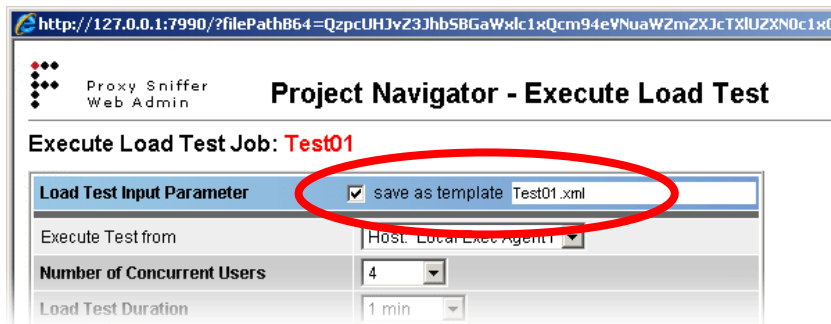 http://127.0.0.1:7990/?filePathB64=QzpcUHJvZ3JhbSBGaWxlc1xQcm94eVNuaWZmZXJcTXlUZXN0c1x
Proxy Sniffer
Web Admin
Project Navigator - Execute Load Test
Execute Load Test Job: Test01
Load Test Input Parameter save as template Test01.xml
Execute Test from Host: Local Exec Agent1
Number of Concurrent Users 4
Load Test Duration 1 min